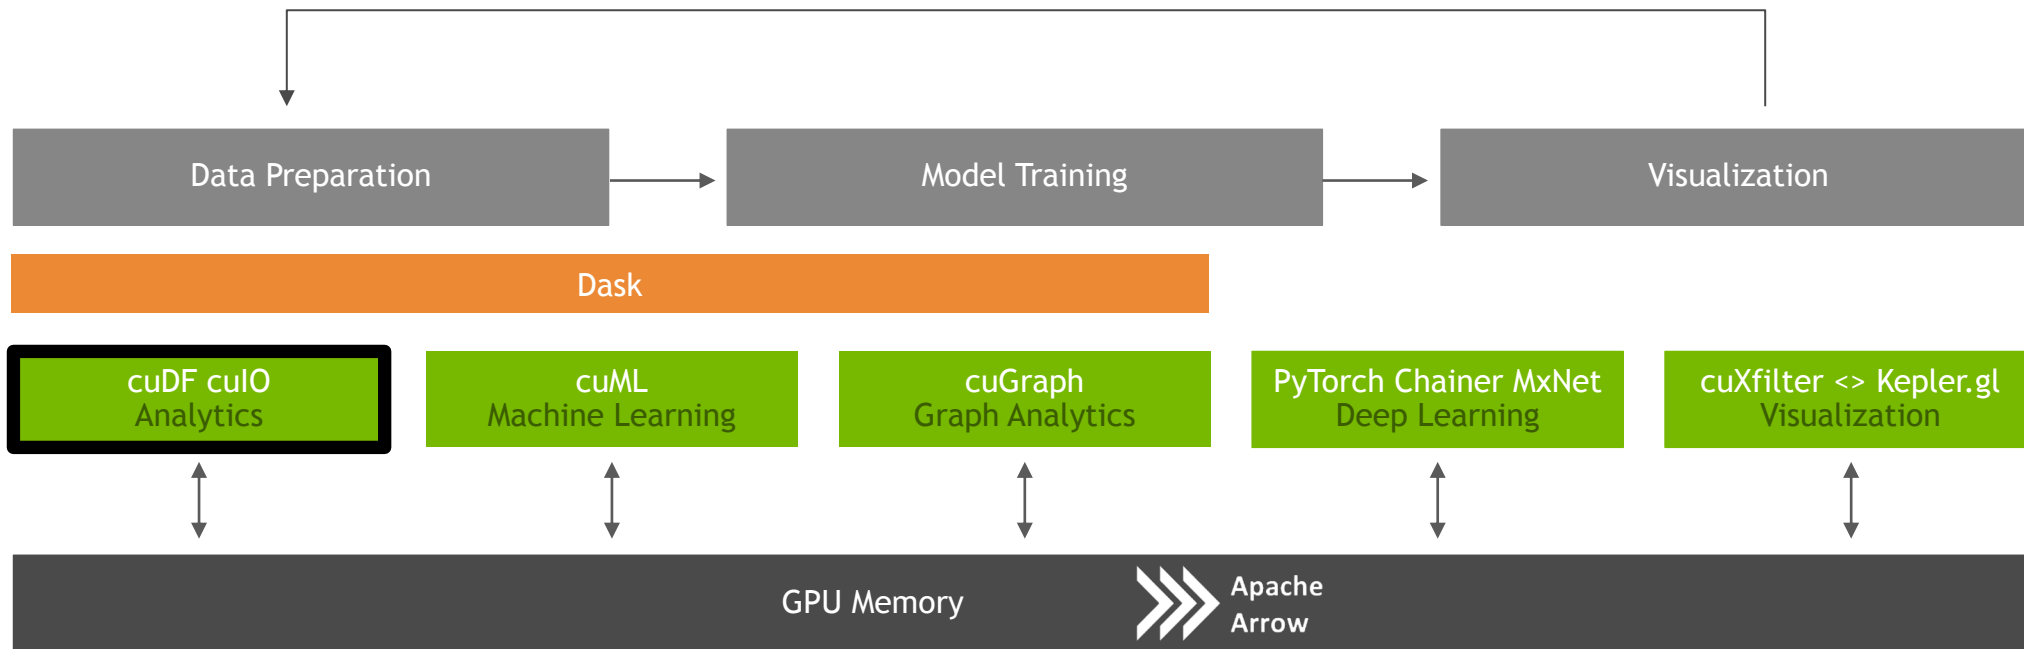 Data Preparation
Model Training
Visualization
Dask
cuDF cuIO
Analytics
cuML
Machine Learning
cuGraph
Graph Analytics
PyTorch Chainer MxNet
Deep Learning
cuXfilter <> Kepler.gl
Visualization
GPU Memory
Apache
Arrow